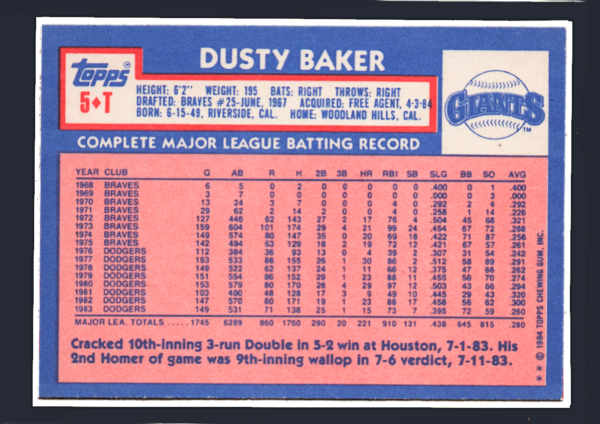 DUSTY BAKER
topps
5♦T
HEIGHT: 6'2" WEIGHT: 195 BATS: RIGHT THROWS: RIGHT
DRAFTED: BRAVES #25-JUNE, 1967 ACQUIRED: FREE AGENT, 4-3-84
BORN: 6-15-49, RIVERSIDE, CAL. HOME: WOODLAND HILLS, CAL.
GIANTS
TM
COMPLETE MAJOR LEAGUE BATTING RECORD
YEAR CLUB G AB R H 2B 3B HR RBI SB SLG BB SO AVG
1968 BRAVES 6 5 0 2 0 0 0 0 0 .400 0 1 .400
1969 BRAVES 3 7 0 0 0 0 0 0 0 .000 0 3 .000
1970 BRAVES 13 24 3 7 0 0 0 4 0 .292 2 4 .292
1971 BRAVES 29 62 2 14 2 0 0 4 0 .258 1 14 .226
1972 BRAVES 127 446 62 143 27 2 17 76 4 .504 45 68 .321
1973 BRAVES 159 604 101 174 29 4 21 99 24 .454 67 72 .288
1974 BRAVES 149 574 80 147 35 0 20 69 18 .422 71 87 .256
1975 BRAVES 142 494 63 129 18 2 19 72 12 .421 67 57 .261
1976 DODGERS 112 384 36 93 13 0 4 39 2 .307 31 54 .242
1977 DODGERS 153 533 86 155 26 1 30 86 2 .512 58 89 .291
1978 DODGERS 149 522 62 137 24 1 11 66 12 .375 47 66 .262
1979 DODGERS 151 554 86 152 29 1 23 88 11 .455 56 70 .274
1980 DODGERS 153 579 80 170 26 4 29 97 12 .503 43 66 .294
1981 DODGERS 103 400 48 128 17 3 9 49 10 .445 29 43 .320
1982 DODGERS 147 570 80 171 19 1 23 88 17 .458 56 62 .300
1983 DODGERS 149 531 71 138 25 1 15 73 7 .395 72 59 .260
MAJOR LEA. TOTALS ..... 1745 6289 860 1760 290 20 221 910 131 .438 645 815 .280
Cracked 10th-inning 3-run Double in 5-2 win at Houston, 7-1-83. His
2nd Homer of game was 9th-inning wallop in 7-6 verdict, 7-11-83.
* * © 1984 TOPPS CHEWING GUM, INC.